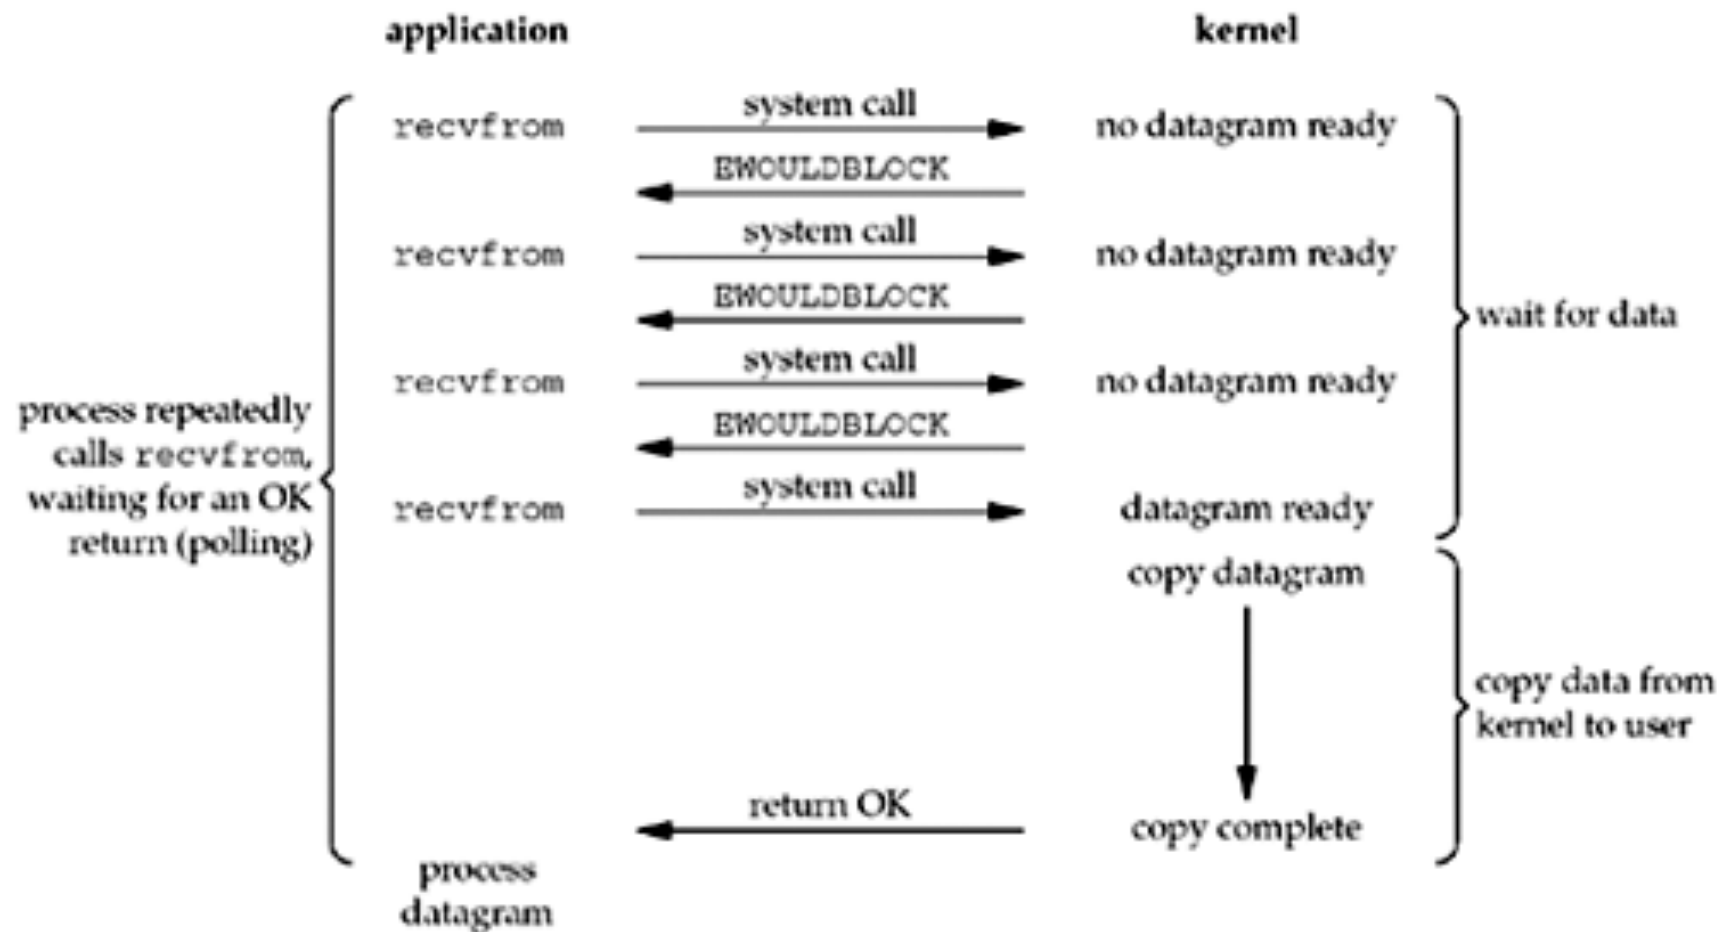 application
kernel
recvfrom
system call
no datagram ready
EWOULDBLOCK
recvfrom
system call
no datagram ready
EWOULDBLOCK
wait for data
recvfrom
system call
no datagram ready
EWOULDBLOCK
process repeatedly
calls recvfrom,
waiting for an OK
return (polling)
recvfrom
system call
datagram ready
copy datagram
copy data from
kernel to user
return OK
copy complete
process
datagram